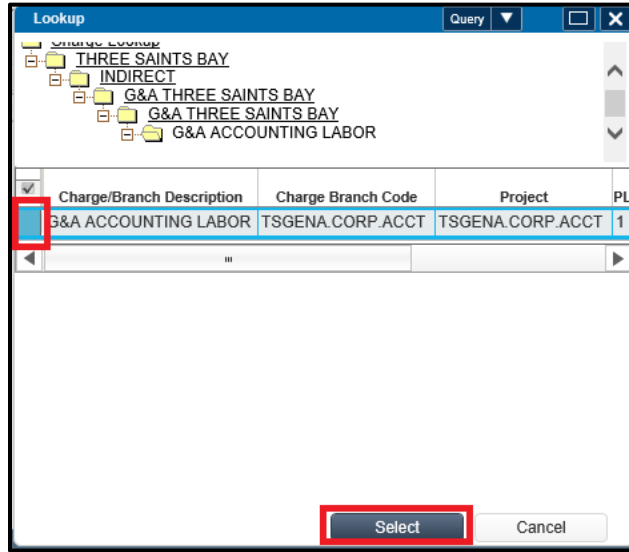 Lookup Query
Charge Lookup
THREE SAINTS BAY
INDIRECT
G&A THREE SAINTS BAY
G&A THREE SAINTS BAY
G&A ACCOUNTING LABOR
Charge/Branch Description Charge Branch Code Project PL
G&A ACCOUNTING LABOR TSGENA.CORP.ACCT TSGENA.CORP.ACCT 1
Select Cancel